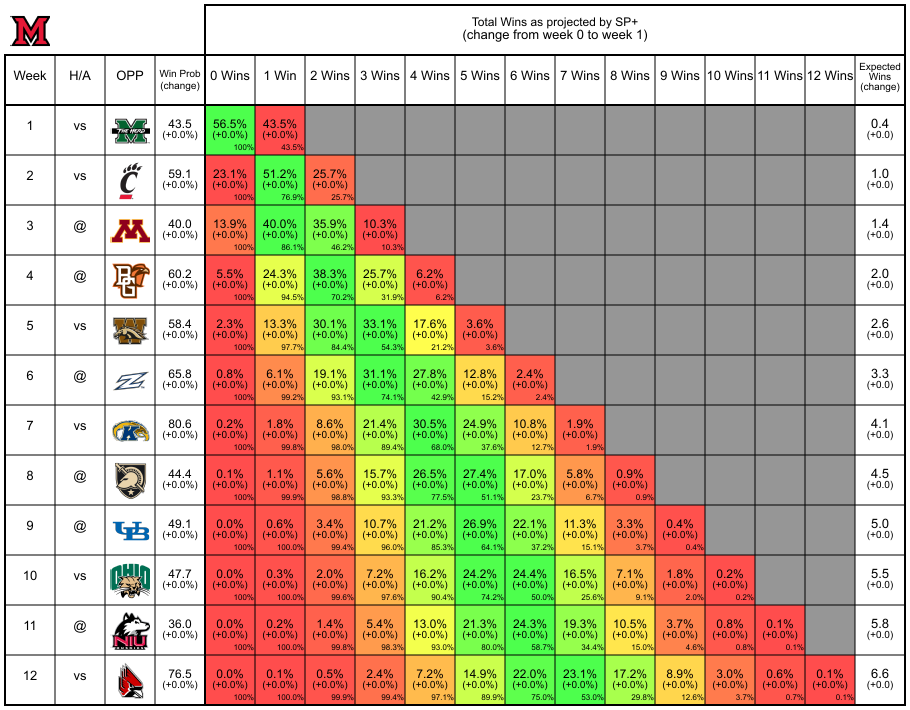 M
Total Wins as projected by SP+
(change from week 0 to week 1)
Week H/A OPP Win Prob (change) 0 Wins 1 Win 2 Wins 3 Wins 4 Wins 5 Wins 6 Wins 7 Wins 8 Wins 9 Wins 10 Wins 11 Wins 12 Wins Expected Wins (change)
1 vs M THE HERD 43.5 56.5% 43.5% 0.4
(+0.0%) (+0.0%) (+0.0%) (+0.0)
100% 43.5%
2 vs C 59.1 23.1% 51.2% 25.7% 1.0
(+0.0%) (+0.0%) (+0.0%) (+0.0%) (+0.0)
100% 76.9% 25.7%
3 @ M 40.0 13.9% 40.0% 35.9% 10.3% 1.4
(+0.0%) (+0.0%) (+0.0%) (+0.0%) (+0.0%) (+0.0)
100% 86.1% 46.2% 10.3%
4 @ BG 60.2 5.5% 24.3% 38.3% 25.7% 6.2% 2.0
(+0.0%) (+0.0%) (+0.0%) (+0.0%) (+0.0%) (+0.0%) (+0.0)
100% 94.5% 70.2% 31.9% 6.2%
5 vs W 58.4 2.3% 13.3% 30.1% 33.1% 17.6% 3.6% 2.6
(+0.0%) (+0.0%) (+0.0%) (+0.0%) (+0.0%) (+0.0%) (+0.0%) (+0.0)
100% 97.7% 84.4% 54.3% 21.2% 3.6%
6 @ Z 65.8 0.8% 6.1% 19.1% 31.1% 27.8% 12.8% 2.4% 3.3
(+0.0%) (+0.0%) (+0.0%) (+0.0%) (+0.0%) (+0.0%) (+0.0%) (+0.0%) (+0.0)
100% 99.2% 93.1% 74.1% 42.9% 15.2% 2.4%
7 vs K 80.6 0.2% 1.8% 8.6% 21.4% 30.5% 24.9% 10.8% 1.9% 4.1
(+0.0%) (+0.0%) (+0.0%) (+0.0%) (+0.0%) (+0.0%) (+0.0%) (+0.0%) (+0.0%) (+0.0)
100% 99.8% 98.0% 89.4% 68.0% 37.6% 12.7% 1.9%
8 @ 44.4 0.1% 1.1% 5.6% 15.7% 26.5% 27.4% 17.0% 5.8% 0.9% 4.5
(+0.0%) (+0.0%) (+0.0%) (+0.0%) (+0.0%) (+0.0%) (+0.0%) (+0.0%) (+0.0%) (+0.0%) (+0.0)
100% 99.9% 98.8% 93.3% 77.5% 51.1% 23.7% 6.7% 0.9%
9 @ UB 49.1 0.0% 0.6% 3.4% 10.7% 21.2% 26.9% 22.1% 11.3% 3.3% 0.4% 5.0
(+0.0%) (+0.0%) (+0.0%) (+0.0%) (+0.0%) (+0.0%) (+0.0%) (+0.0%) (+0.0%) (+0.0%) (+0.0%) (+0.0)
100% 100.0% 99.4% 96.0% 85.3% 64.1% 37.2% 15.1% 3.7% 0.4%
10 vs OHIO 47.7 0.0% 0.3% 2.0% 7.2% 16.2% 24.2% 24.4% 16.5% 7.1% 1.8% 0.2% 5.5
(+0.0%) (+0.0%) (+0.0%) (+0.0%) (+0.0%) (+0.0%) (+0.0%) (+0.0%) (+0.0%) (+0.0%) (+0.0%) (+0.0%) (+0.0)
100% 100.0% 99.6% 97.6% 90.4% 74.2% 50.0% 25.6% 9.1% 2.0% 0.2%
11 @ NIU 36.0 0.0% 0.2% 1.4% 5.4% 13.0% 21.3% 24.3% 19.3% 10.5% 3.7% 0.8% 0.1% 5.8
(+0.0%) (+0.0%) (+0.0%) (+0.0%) (+0.0%) (+0.0%) (+0.0%) (+0.0%) (+0.0%) (+0.0%) (+0.0%) (+0.0%) (+0.0%) (+0.0)
100% 100.0% 99.8% 98.3% 93.0% 80.0% 58.7% 34.4% 15.0% 4.6% 0.8% 0.1%
12 vs 76.5 0.0% 0.1% 0.5% 2.4% 7.2% 14.9% 22.0% 23.1% 17.2% 8.9% 3.0% 0.6% 0.1% 6.6
(+0.0%) (+0.0%) (+0.0%) (+0.0%) (+0.0%) (+0.0%) (+0.0%) (+0.0%) (+0.0%) (+0.0%) (+0.0%) (+0.0%) (+0.0%) (+0.0%) (+0.0)
100% 100.0% 99.9% 99.4% 97.1% 89.9% 75.0% 53.0% 29.8% 12.6% 3.7% 0.7% 0.1%